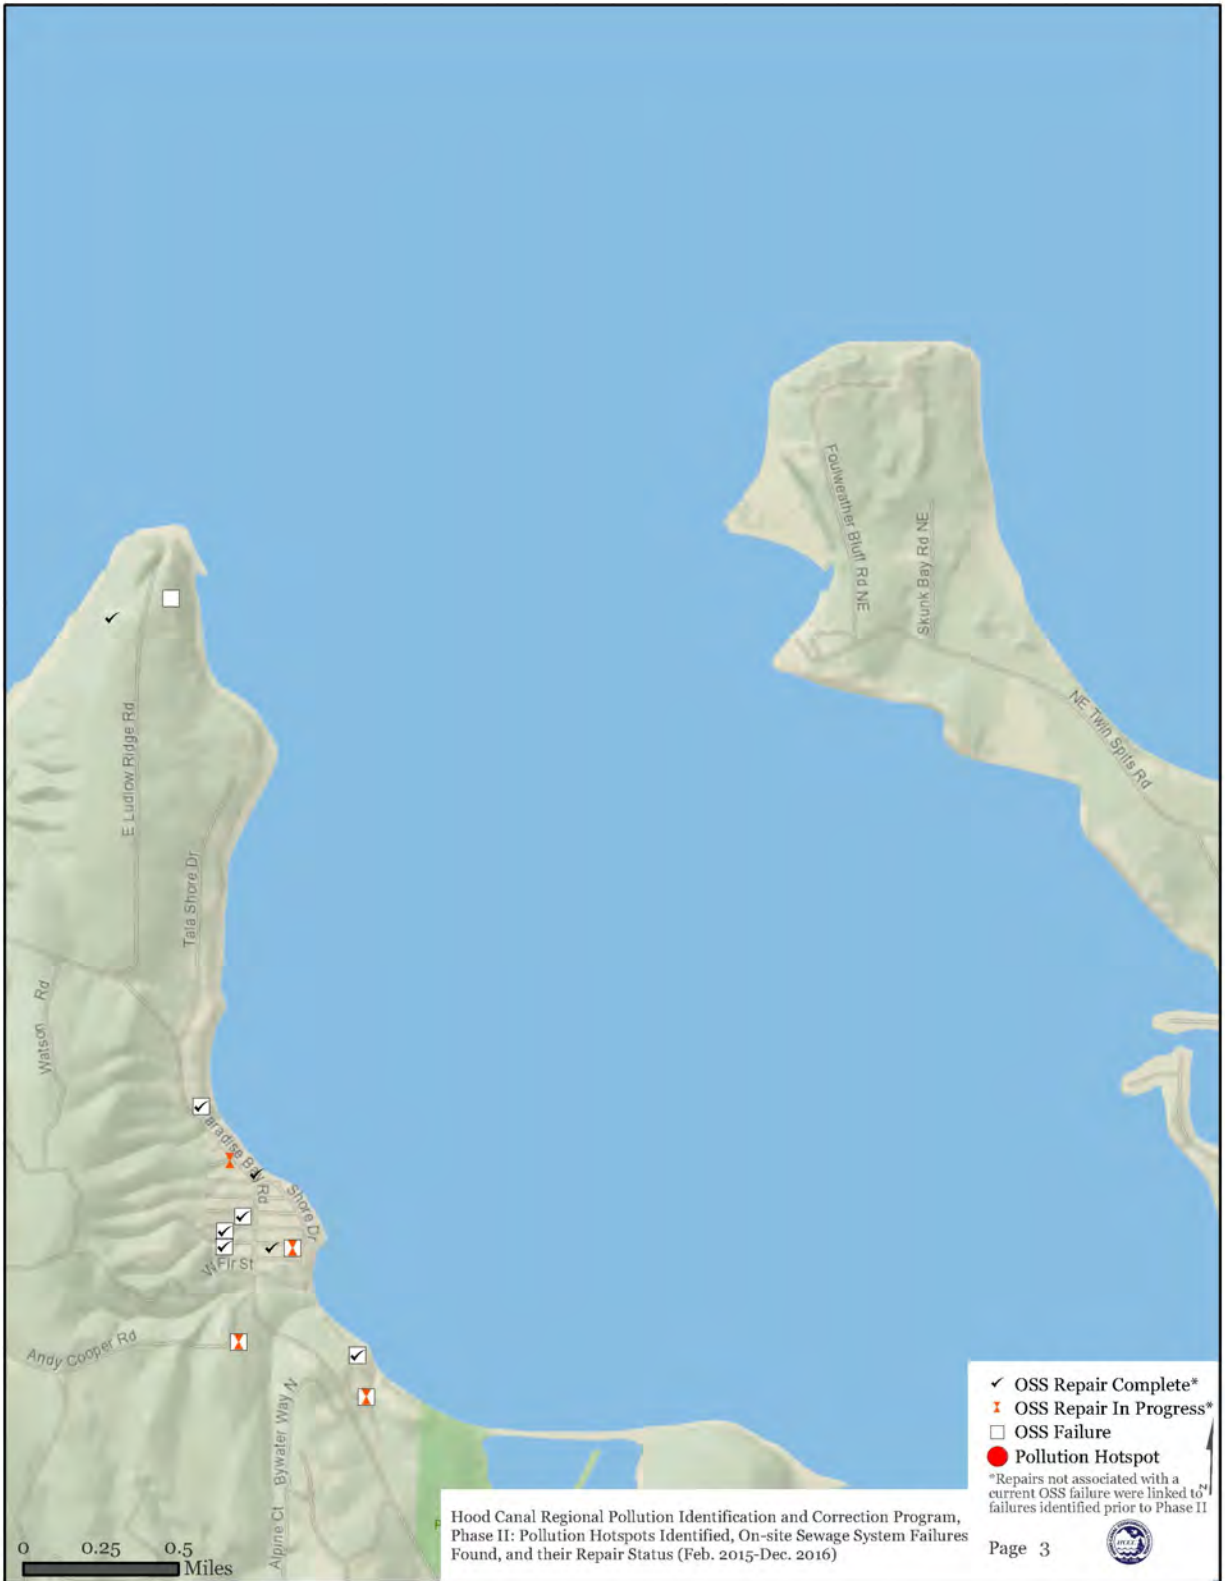 Foulweather Bluff Rd NE
Skunk Bay Rd NE
NE Twin Spits Rd
E Ludlow Ridge Rd
Tala Shore Dr
Watson Rd
aradise Bay Rd
Shore Dr
W Fir St
Andy Cooper Rd
Bywater Way N
Alpine Ct
OSS Repair Complete*
OSS Repair In Progress*
OSS Failure
Pollution Hotspot
*Repairs not associated with a
current OSS failure were linked to
failures identified prior to Phase II
N
Hood Canal Regional Pollution Identification and Correction Program,
Phase II: Pollution Hotspots Identified, On-site Sewage System Failures
Found, and their Repair Status (Feb. 2015-Dec. 2016)
Page 3
0 0.25 0.5
Miles